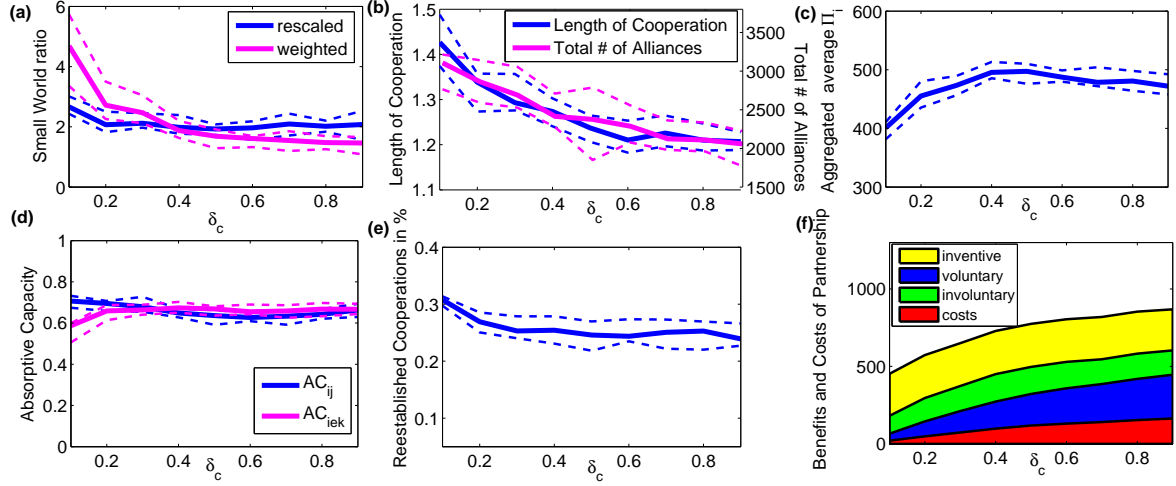 (a)
Small World ratio
6
4
2
0
rescaled
weighted
0.2 0.4 0.6 0.8
δc
(b)
Length of Cooperation
1.5
1.4
1.3
1.2
1.1
Length of Cooperation
Total # of Alliances
3500
3000
2500
2000
1500
Total # of Alliances
0.2 0.4 0.6 0.8
δc
(c)
Aggregated average Πi
600
500
400
300
0.2 0.4 0.6 0.8
δc
(d)
Absorptive Capacity
1
0.8
0.6
0.4
0.2
0
ACij
ACiek
0.2 0.4 0.6 0.8
δc
(e)
Reestablished Cooperations in %
0.4
0.3
0.2
0.1
0.2 0.4 0.6 0.8
δc
(f)
Benefits and Costs of Partnership
1000
500
0
inventive
voluntary
involuntary
costs
0.2 0.4 0.6 0.8
δc